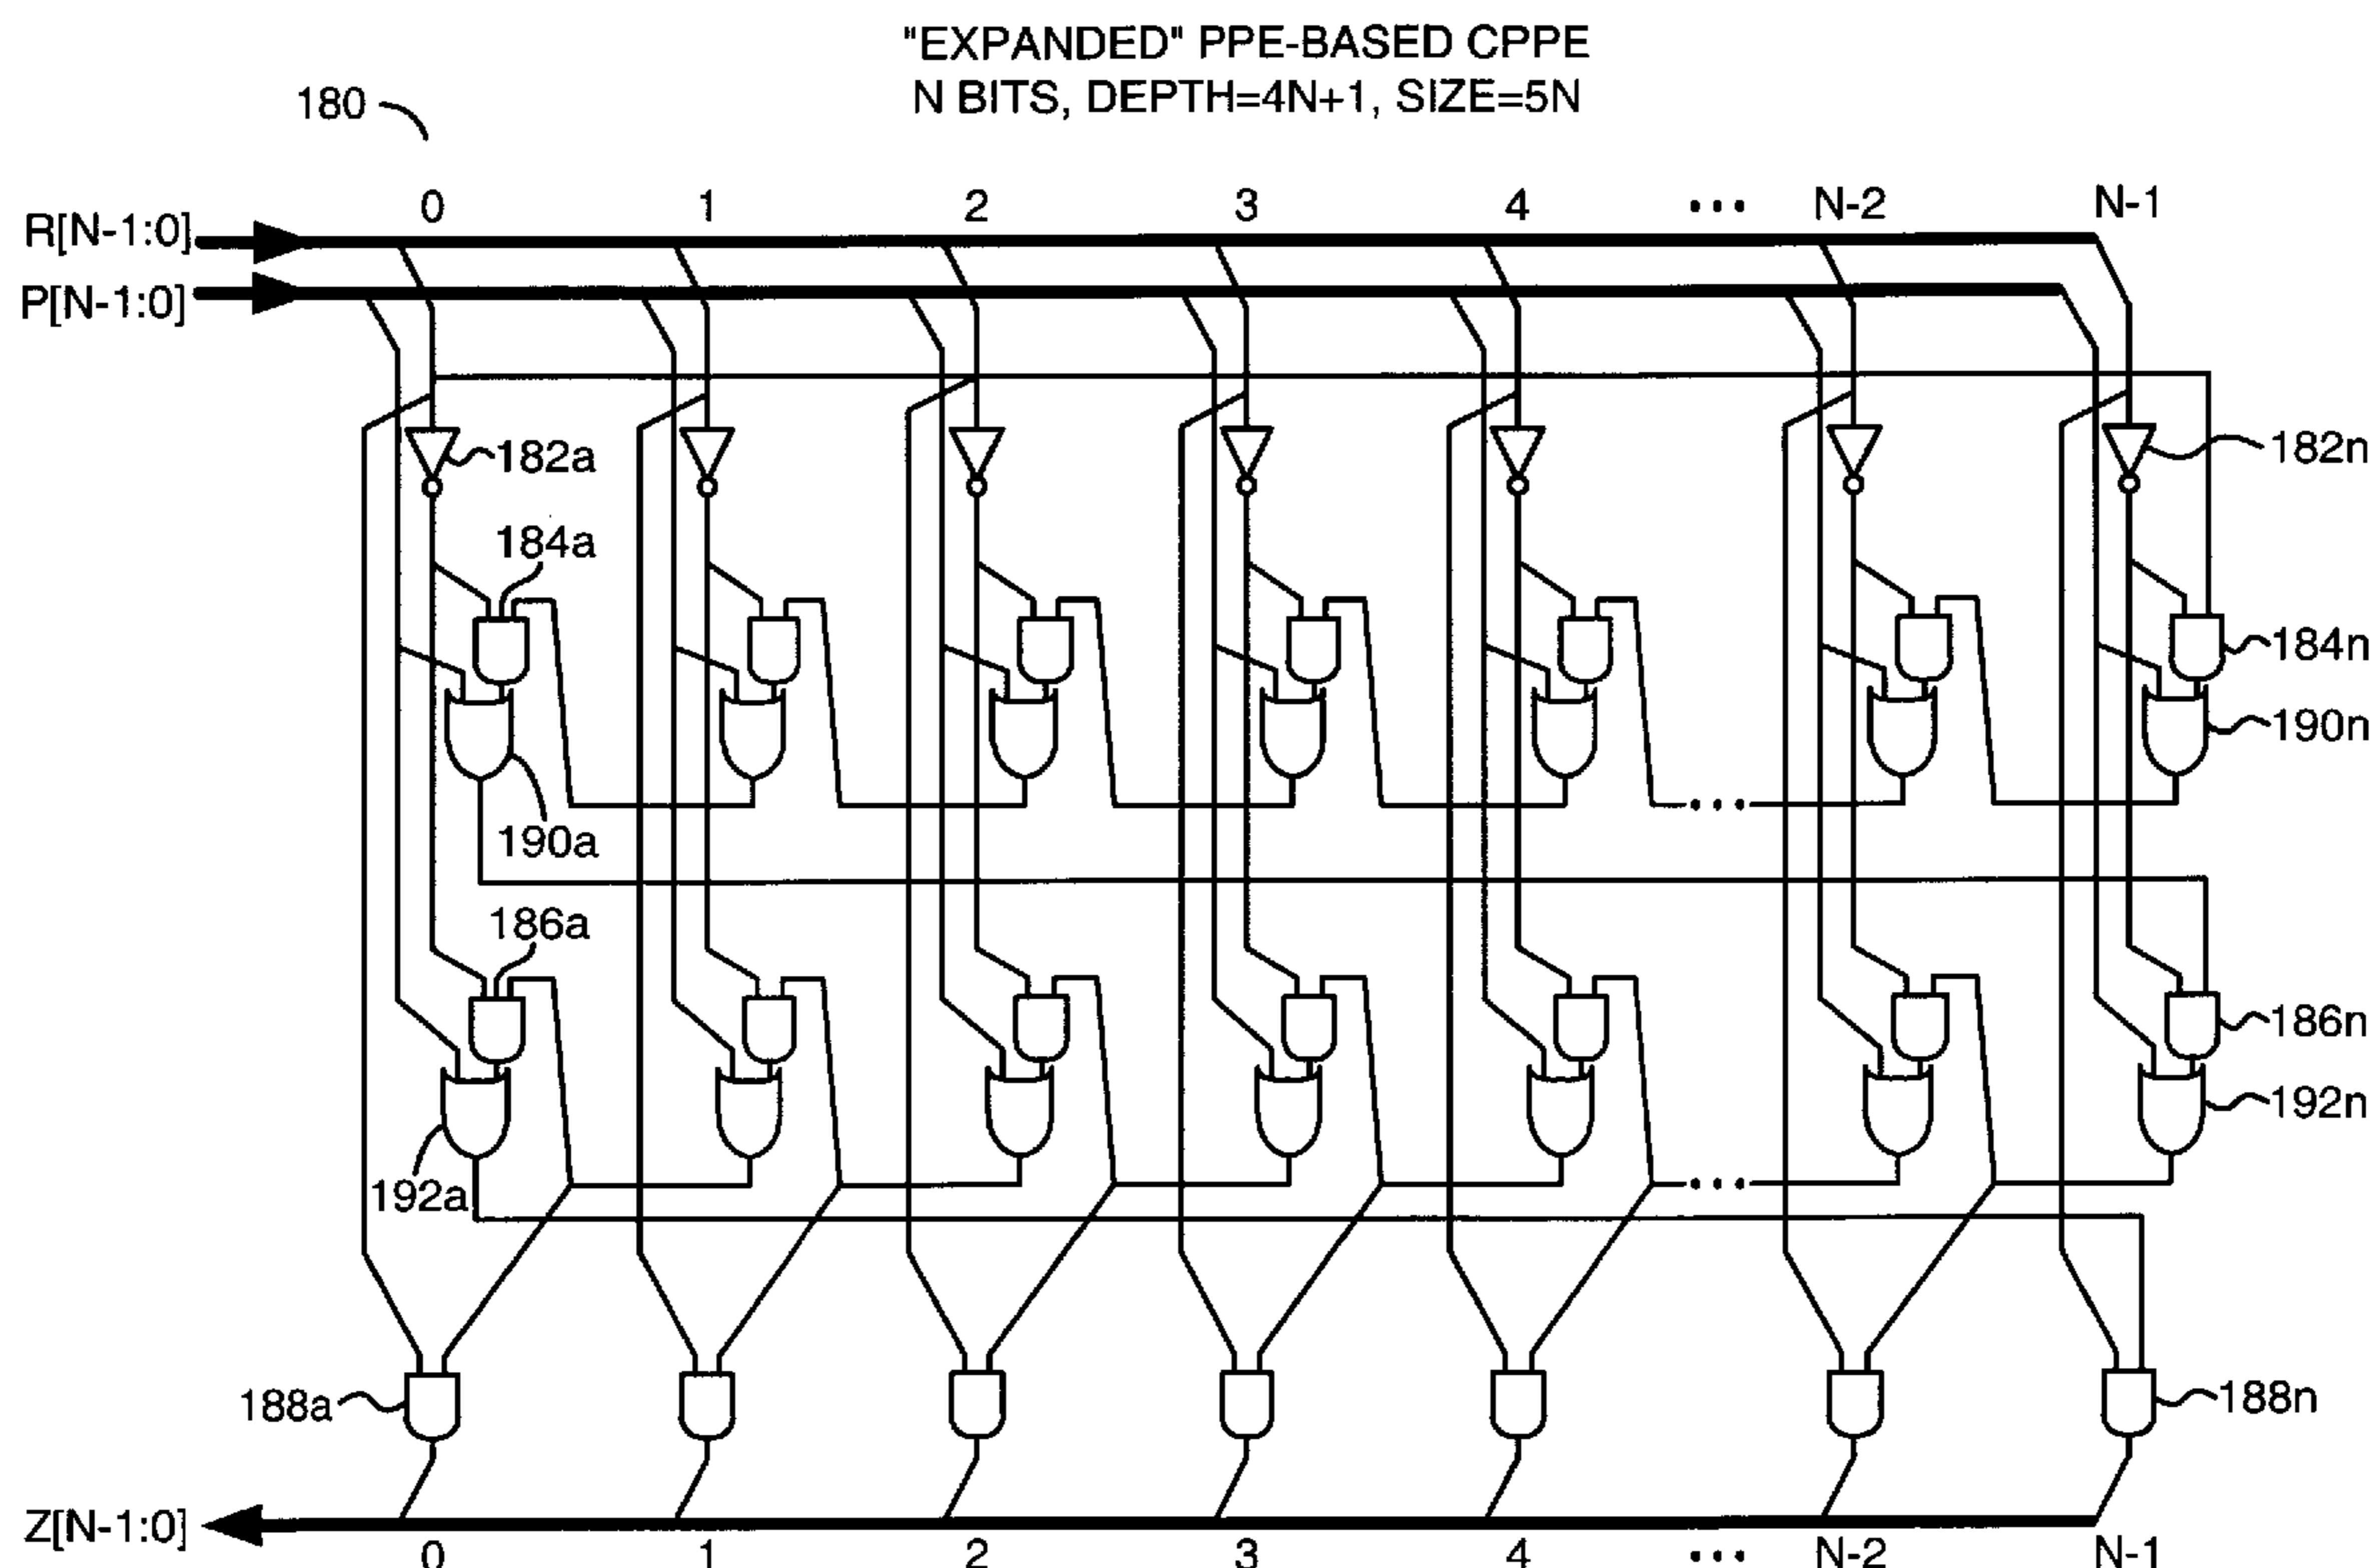 "EXPANDED" PPE-BASED CPPE
N BITS, DEPTH=4N+1, SIZE=5N
180
0 1 2 3 4 ••• N-2 N-1
R[N-1:0]
P[N-1:0]
182a
182n
184a
184n
190n
190a
186a
186n
192n
192a
188a
188n
Z[N-1:0]
0 1 2 3 4 ••• N-2 N-1